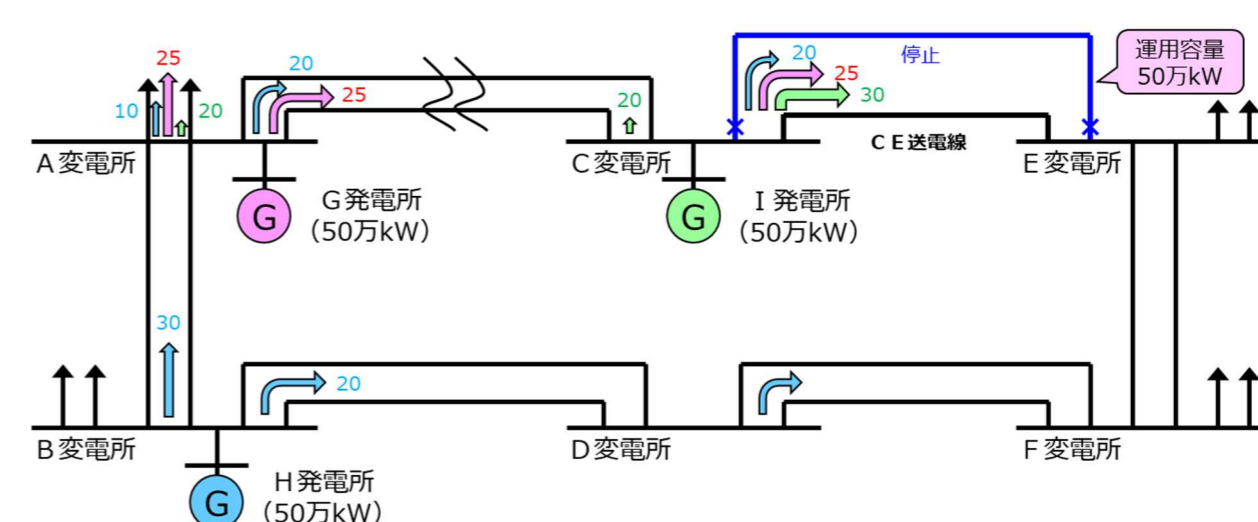 25
10
20
20
25
20
20
25
30
停止
運用容量
50万kW
A変電所
C変電所
CE送電線
E変電所
G
G発電所
(50万kW)
G
I発電所
(50万kW)
30
20
B変電所
D変電所
F変電所
G
H発電所
(50万kW)